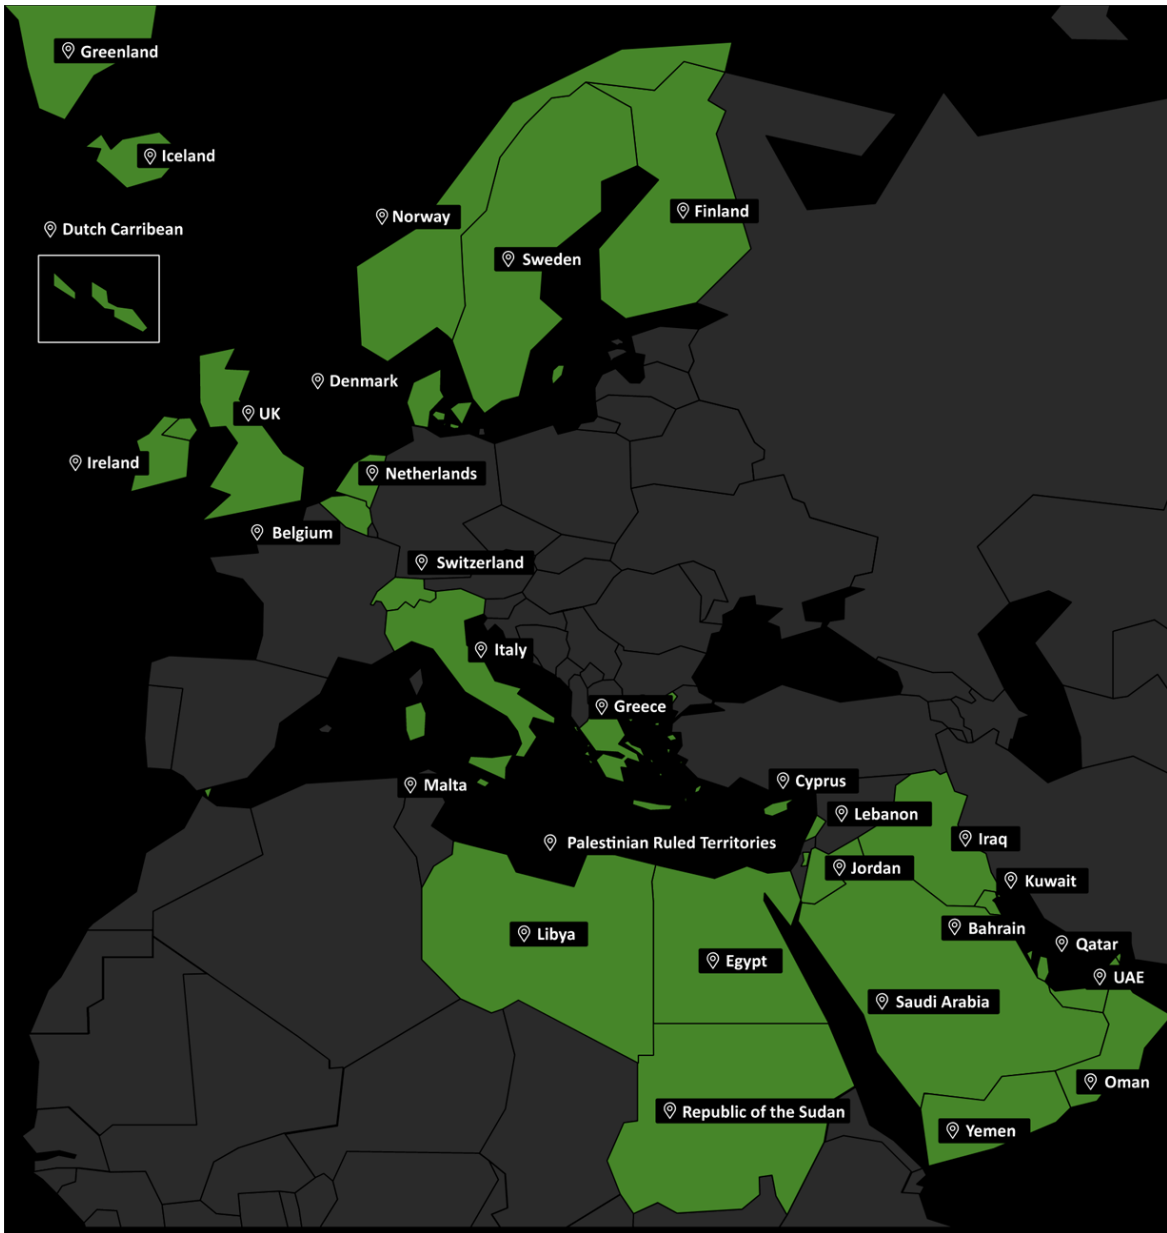 Greenland
Iceland
Dutch Carribean
Norway
Finland
Sweden
Denmark
UK
Ireland
Netherlands
Belgium
Switzerland
Italy
Greece
Malta
Cyprus
Lebanon
Palestinian Ruled Territories
Iraq
Jordan
Kuwait
Bahrain
Libya
Qatar
Egypt
UAE
Saudi Arabia
Oman
Republic of the Sudan
Yemen